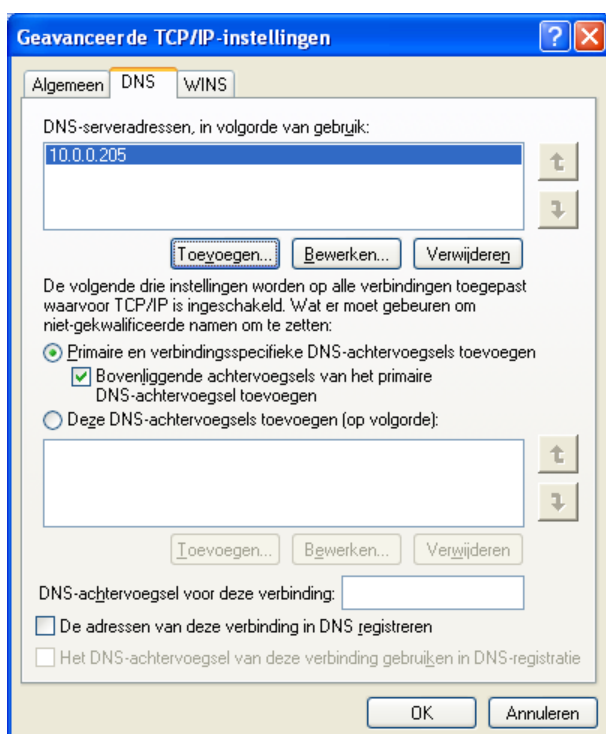 Geavanceerde TCP/IP-instellingen
Algemeen DNS WINS
DNS-serveradressen, in volgorde van gebruik:
10.0.0.205
Toevoegen... Bewerken... Verwijderen
De volgende drie instellingen worden op alle verbindingen toegepast
waarvoor TCP/IP is ingeschakeld. Wat er moet gebeuren om
niet-gekwalificeerde namen om te zetten:
Primaire en verbindingsspecifieke DNS-achtervoegsels toevoegen
Bovenliggende achtervoegsels van het primaire
DNS-achtervoegsel toevoegen
Deze DNS-achtervoegsels toevoegen (op volgorde):
Toevoegen... Bewerken... Verwijderen
DNS-achtervoegsel voor deze verbinding:
De adressen van deze verbinding in DNS registreren
Het DNS-achtervoegsel van deze verbinding gebruiken in DNS-registratie
OK Annuleren